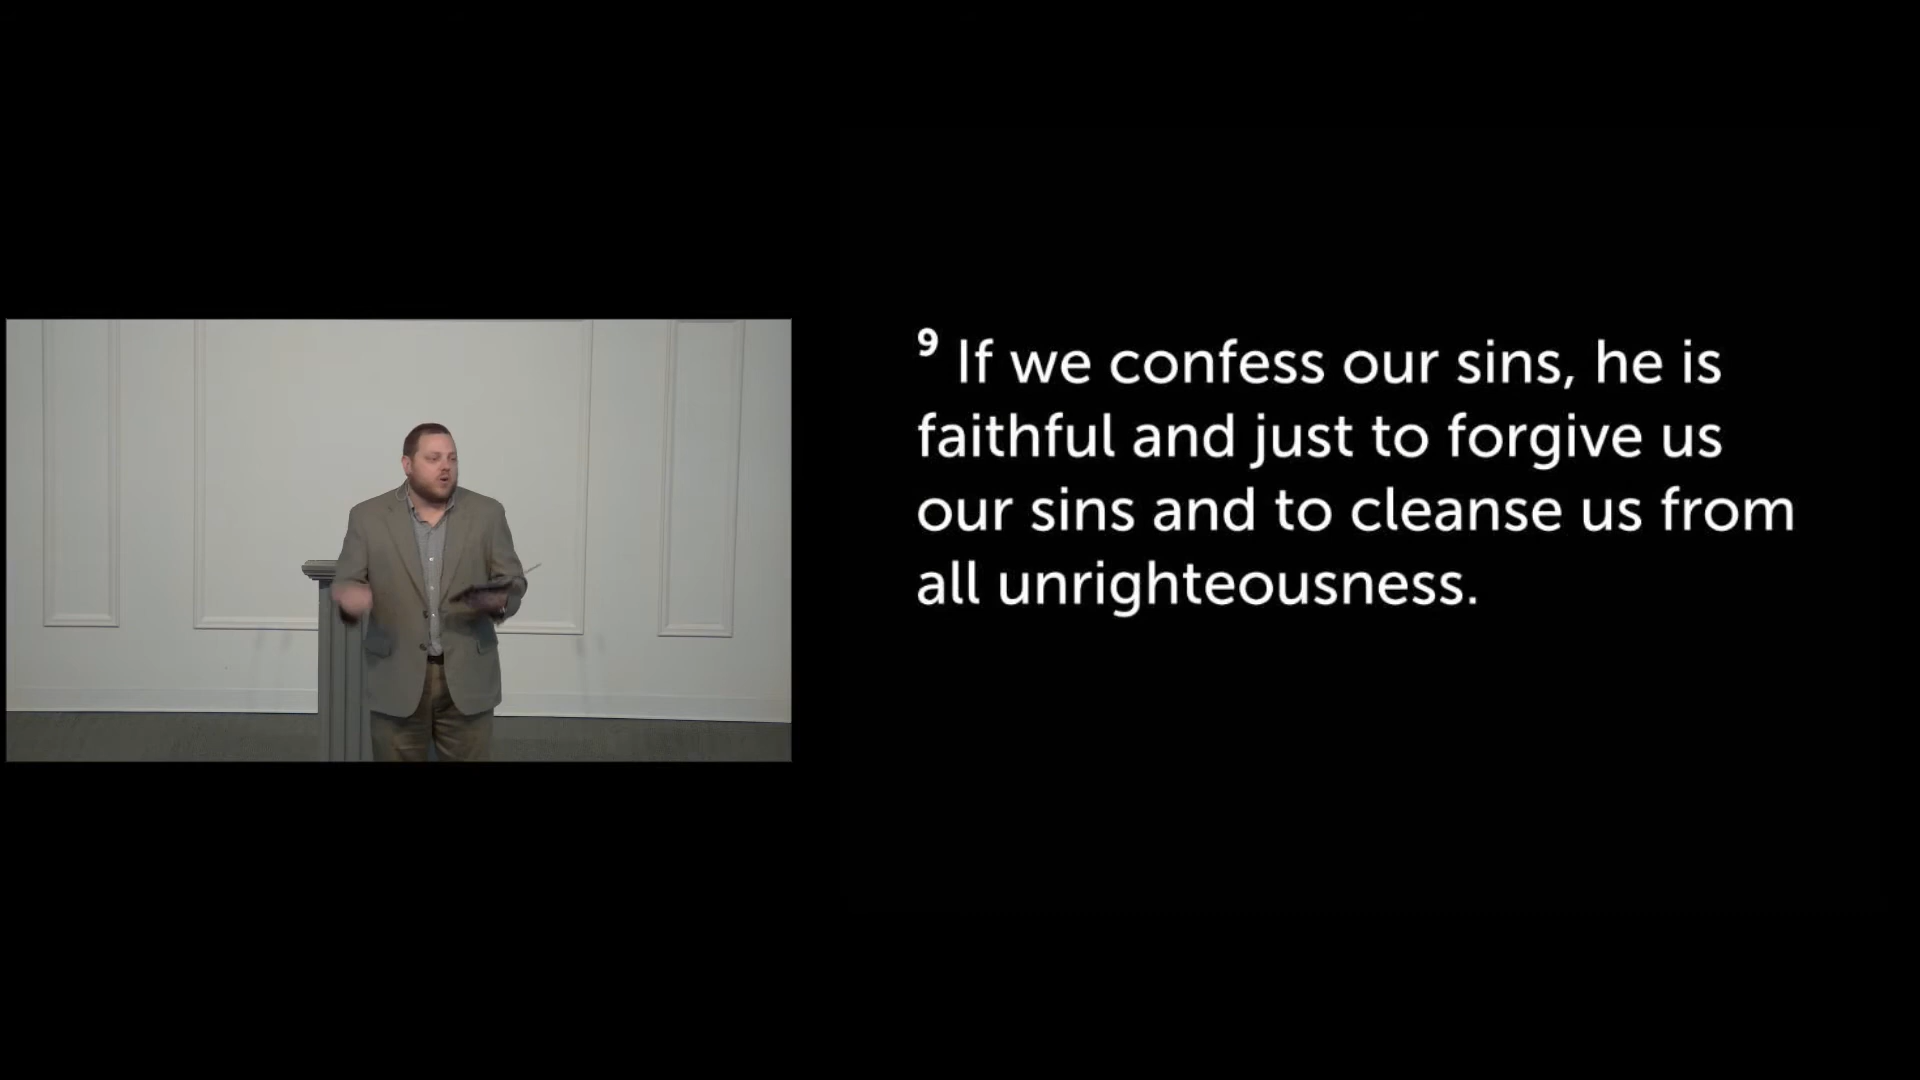 9 If we confess our sins, he is
faithful and just to forgive us
our sins and to cleanse us from
all unrighteousness.